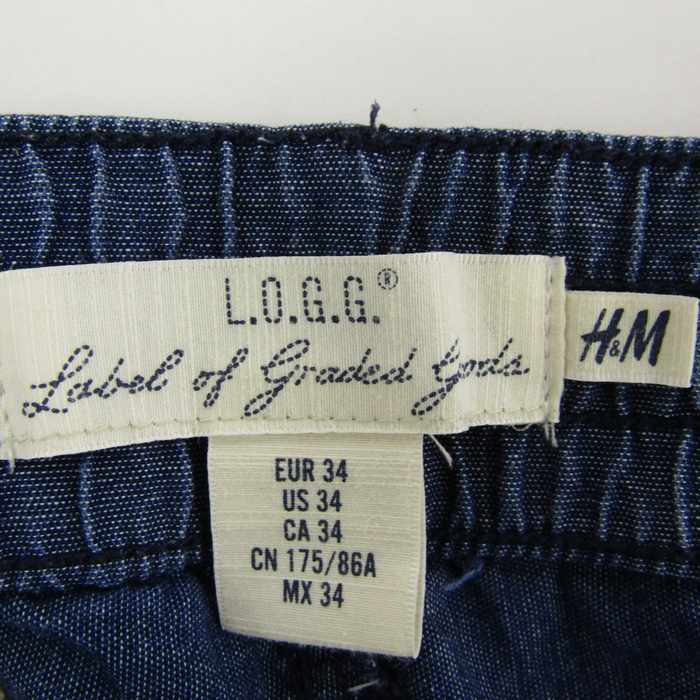 L.O.G.G.®
Label of Graded Goods
H&M
EUR 34
US 34
CA 34
CN 175/86A
MX 34